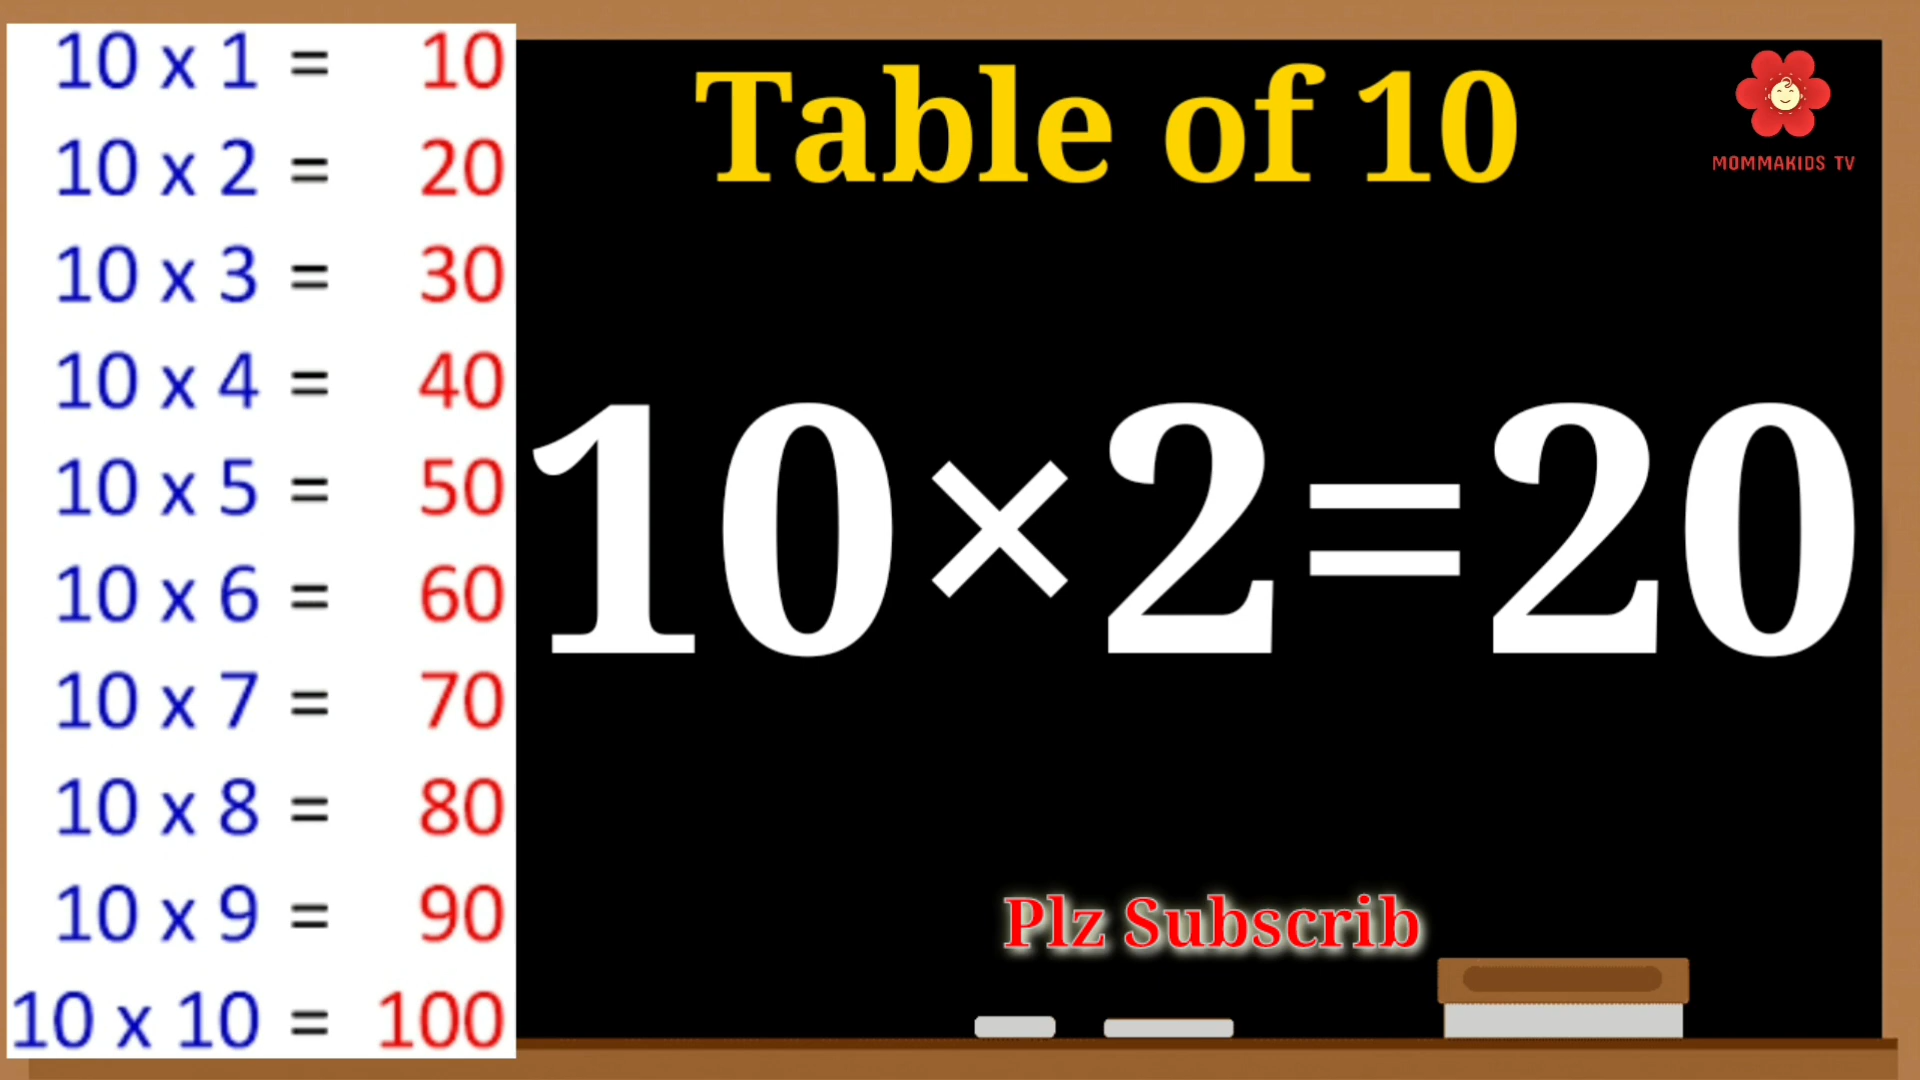 10 x 1 = 10
10 x 2 = 20
10 x 3 = 30
10 x 4 = 40
10 x 5 = 50
10 x 6 = 60
10 x 7 = 70
10 x 8 = 80
10 x 9 = 90
10 x 10 = 100
Table of 10
MOMMAKIDS TV
10×2=20
Plz Subscrib